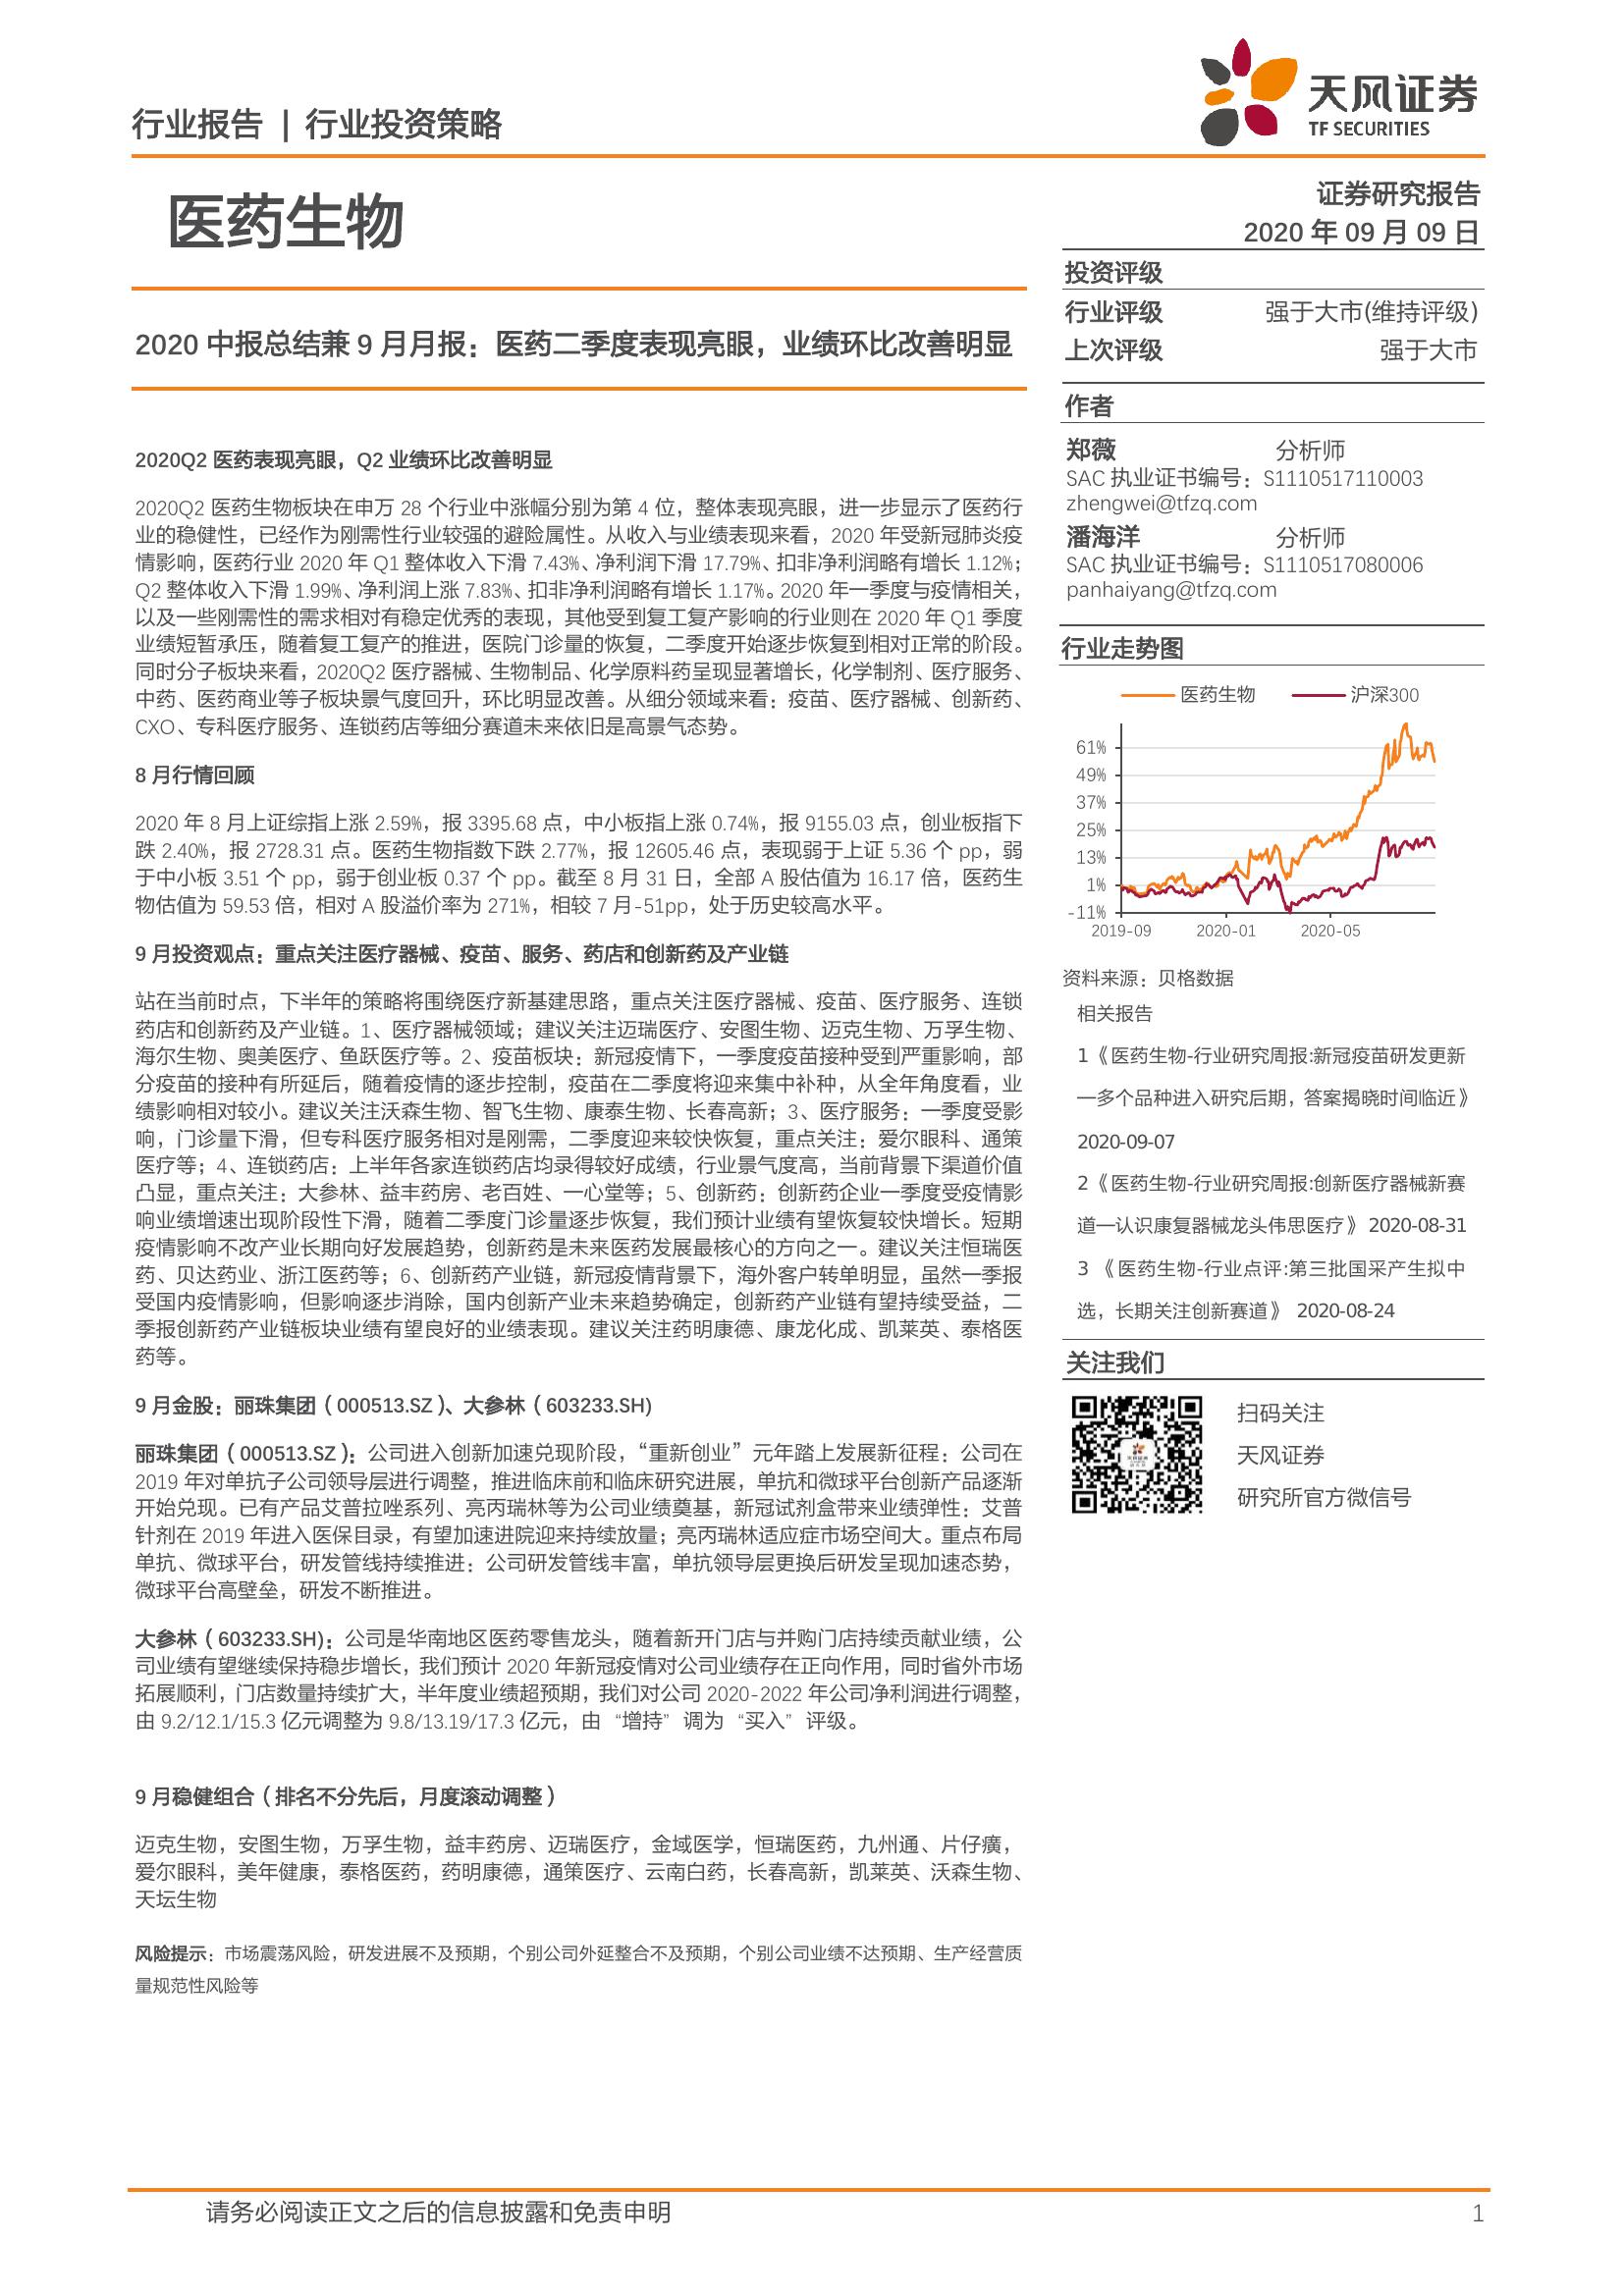 行业报告 | 行业投资策略
天风证券
TF SECURITIES
医药生物
证券研究报告
2020 年 09 月 09 日
2020 中报总结兼 9 月月报：医药二季度表现亮眼，业绩环比改善明显
2020Q2 医药表现亮眼，Q2 业绩环比改善明显
2020Q2 医药生物板块在申万 28 个行业中涨幅分别为第 4 位，整体表现亮眼，进一步显示了医药行
业的稳健性，已经作为刚需性行业较强的避险属性。从收入与业绩表现来看，2020 年受新冠肺炎疫
情影响，医药行业 2020 年 Q1 整体收入下滑 7.43%、净利润下滑 17.79%、扣非净利润略有增长 1.12%；
Q2 整体收入下滑 1.99%、净利润上涨 7.83%、扣非净利润略有增长 1.17%。2020 年一季度与疫情相关，
以及一些刚需性的需求相对有稳定优秀的表现，其他受到复工复产影响的行业则在 2020 年 Q1 季度
业绩短暂承压，随着复工复产的推进，医院门诊量的恢复，二季度开始逐步恢复到相对正常的阶段。
同时分子板块来看，2020Q2 医疗器械、生物制品、化学原料药呈现显著增长，化学制剂、医疗服务、
中药、医药商业等子板块景气度回升，环比明显改善。从细分领域来看：疫苗、医疗器械、创新药、
CXO、专科医疗服务、连锁药店等细分赛道未来依旧是高景气态势。
8 月行情回顾
2020 年 8 月上证综指上涨 2.59%，报 3395.68 点，中小板指上涨 0.74%，报 9155.03 点，创业板指下
跌 2.40%，报 2728.31 点。医药生物指数下跌 2.77%，报 12605.46 点，表现弱于上证 5.36 个 pp，弱
于中小板 3.51 个 pp，弱于创业板 0.37 个 pp。截至 8 月 31 日，全部 A 股估值为 16.17 倍，医药生
物估值为 59.53 倍，相对 A 股溢价率为 271%，相较 7 月-51pp，处于历史较高水平。
9 月投资观点：重点关注医疗器械、疫苗、服务、药店和创新药及产业链
站在当前时点，下半年的策略将围绕医疗新基建思路，重点关注医疗器械、疫苗、医疗服务、连锁
药店和创新药及产业链。1、医疗器械领域；建议关注迈瑞医疗、安图生物、迈克生物、万孚生物、
海尔生物、奥美医疗、鱼跃医疗等。2、疫苗板块：新冠疫情下，一季度疫苗接种受到严重影响，部
分疫苗的接种有所延后，随着疫情的逐步控制，疫苗在二季度将迎来集中补种，从全年角度看，业
绩影响相对较小。建议关注沃森生物、智飞生物、康泰生物、长春高新；3、医疗服务：一季度受影
响，门诊量下滑，但专科医疗服务相对是刚需，二季度迎来较快恢复，重点关注：爱尔眼科、通策
医疗等；4、连锁药店：上半年各家连锁药店均录得较好成绩，行业景气度高，当前背景下渠道价值
凸显，重点关注：大参林、益丰药房、老百姓、一心堂等；5、创新药：创新药企业一季度受疫情影
响业绩增速出现阶段性下滑，随着二季度门诊量逐步恢复，我们预计业绩有望恢复较快增长。短期
疫情影响不改产业长期向好发展趋势，创新药是未来医药发展最核心的方向之一。建议关注恒瑞医
药、贝达药业、浙江医药等；6、创新药产业链，新冠疫情背景下，海外客户转单明显，虽然一季报
受国内疫情影响，但影响逐步消除，国内创新产业未来趋势确定，创新药产业链有望持续受益，二
季报创新药产业链板块业绩有望良好的业绩表现。建议关注药明康德、康龙化成、凯莱英、泰格医
药等。
9 月金股：丽珠集团（000513.SZ）、大参林（603233.SH)
丽珠集团（000513.SZ）：公司进入创新加速兑现阶段，“重新创业”元年踏上发展新征程：公司在
2019 年对单抗子公司领导层进行调整，推进临床前和临床研究进展，单抗和微球平台创新产品逐渐
开始兑现。已有产品艾普拉唑系列、亮丙瑞林等为公司业绩奠基，新冠试剂盒带来业绩弹性：艾普
针剂在 2019 年进入医保目录，有望加速进院迎来持续放量；亮丙瑞林适应症市场空间大。重点布局
单抗、微球平台，研发管线持续推进：公司研发管线丰富，单抗领导层更换后研发呈现加速态势，
微球平台高壁垒，研发不断推进。
大参林（603233.SH)：公司是华南地区医药零售龙头，随着新开门店与并购门店持续贡献业绩，公
司业绩有望继续保持稳步增长，我们预计 2020 年新冠疫情对公司业绩存在正向作用，同时省外市场
拓展顺利，门店数量持续扩大，半年度业绩超预期，我们对公司 2020-2022 年公司净利润进行调整，
由 9.2/12.1/15.3 亿元调整为 9.8/13.19/17.3 亿元，由 “增持” 调为 “买入” 评级。
9 月稳健组合（排名不分先后，月度滚动调整）
迈克生物，安图生物，万孚生物，益丰药房、迈瑞医疗，金域医学，恒瑞医药，九州通、片仔癀，
爱尔眼科，美年健康，泰格医药，药明康德，通策医疗、云南白药，长春高新，凯莱英、沃森生物、
天坛生物
风险提示：市场震荡风险，研发进展不及预期，个别公司外延整合不及预期，个别公司业绩不达预期、生产经营质
量规范性风险等
投资评级
行业评级 强于大市(维持评级)
上次评级 强于大市
作者
郑薇 分析师
SAC 执业证书编号：S1110517110003
zhengwei@tfzq.com
潘海洋 分析师
SAC 执业证书编号：S1110517080006
panhaiyang@tfzq.com
行业走势图
医药生物 沪深300
61%
49%
37%
25%
13%
1%
-11%
2019-09 2020-01 2020-05
资料来源：贝格数据
相关报告
1《医药生物-行业研究周报:新冠疫苗研发更新
—多个品种进入研究后期，答案揭晓时间临近》
2020-09-07
2《医药生物-行业研究周报:创新医疗器械新赛
道—认识康复器械龙头伟思医疗》 2020-08-31
3 《医药生物-行业点评:第三批国采产生拟中
选，长期关注创新赛道》 2020-08-24
关注我们
扫码关注
天风证券
研究所官方微信号
请务必阅读正文之后的信息披露和免责申明 1